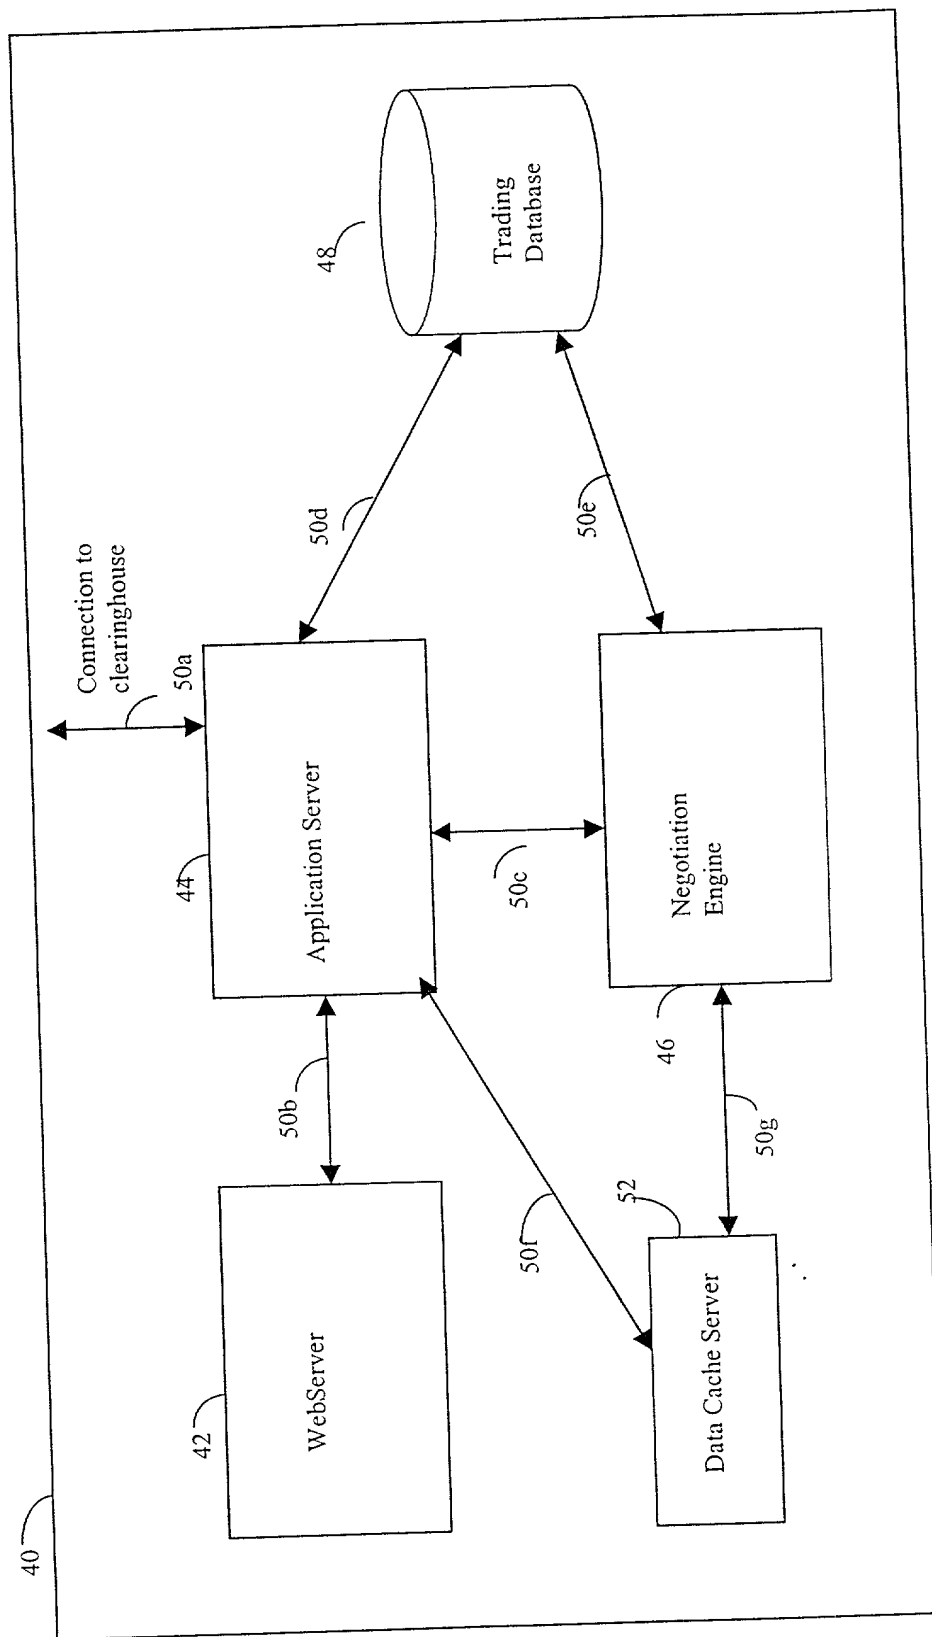 40
42
WebServer
50b
44
Application Server
Connection to
clearinghouse
50a
50d
48
Trading
Database
50f
50c
50e
52
Data Cache Server
50g
46
Negotiation
Engine